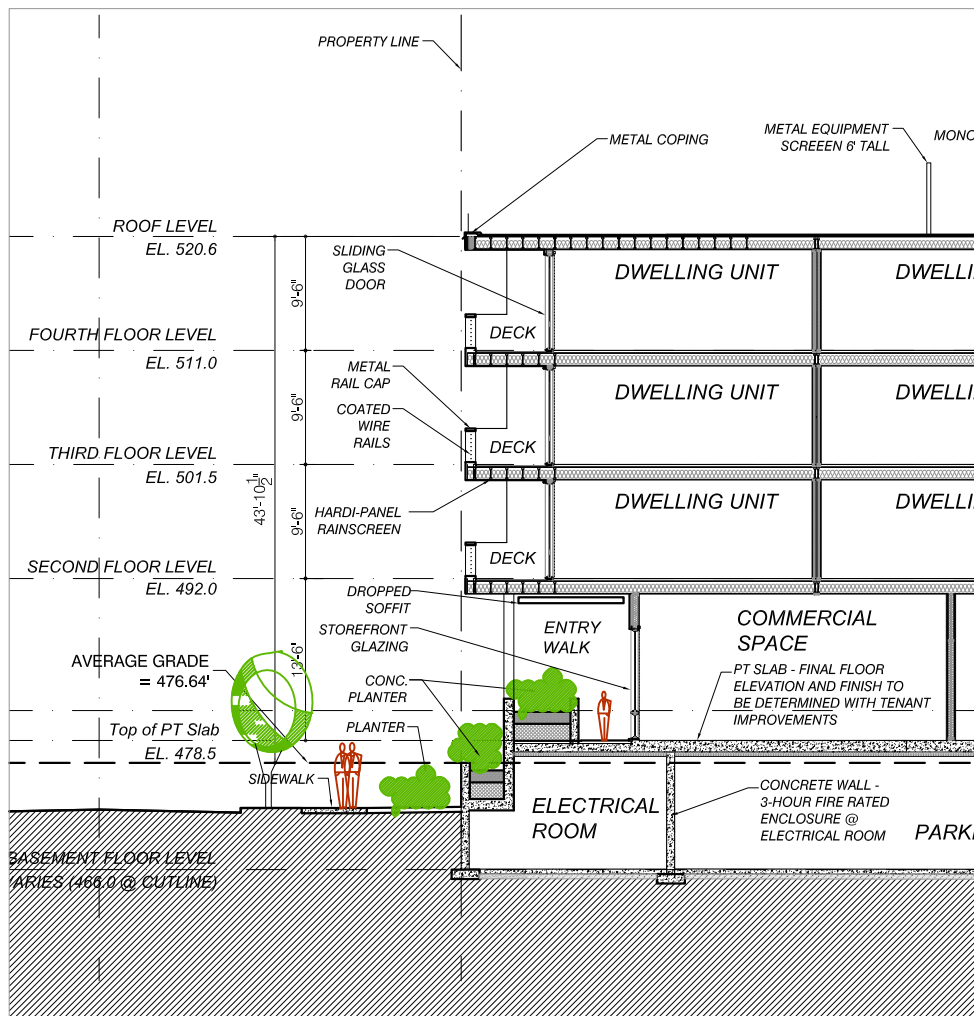 PROPERTY LINE
METAL COPING
METAL EQUIPMENT
SCREEEN 6' TALL
MONO
ROOF LEVEL
EL. 520.6
SLIDING
GLASS
DOOR
DWELLING UNIT
DWELLI
9'-6"
DECK
FOURTH FLOOR LEVEL
EL. 511.0
METAL
RAIL CAP
DWELLING UNIT
DWELLI
9'-6"
COATED
WIRE
RAILS
DECK
THIRD FLOOR LEVEL
EL. 501.5
43'-10 1/2"
9'-6"
HARDI-PANEL
RAINSCREEN
DWELLING UNIT
DWELLI
DECK
SECOND FLOOR LEVEL
EL. 492.0
DROPPED
SOFFIT
STOREFRONT
GLAZING
ENTRY
WALK
COMMERCIAL
SPACE
13'-6"
AVERAGE GRADE
= 476.64'
CONC.
PLANTER
PT SLAB - FINAL FLOOR
ELEVATION AND FINISH TO
BE DETERMINED WITH TENANT
IMPROVEMENTS
Top of PT Slab
EL. 478.5
PLANTER
SIDEWALK
ELECTRICAL
ROOM
CONCRETE WALL -
3-HOUR FIRE RATED
ENCLOSURE @
ELECTRICAL ROOM
PARK
BASEMENT FLOOR LEVEL
VARIES (466.0 @ CUTLINE)